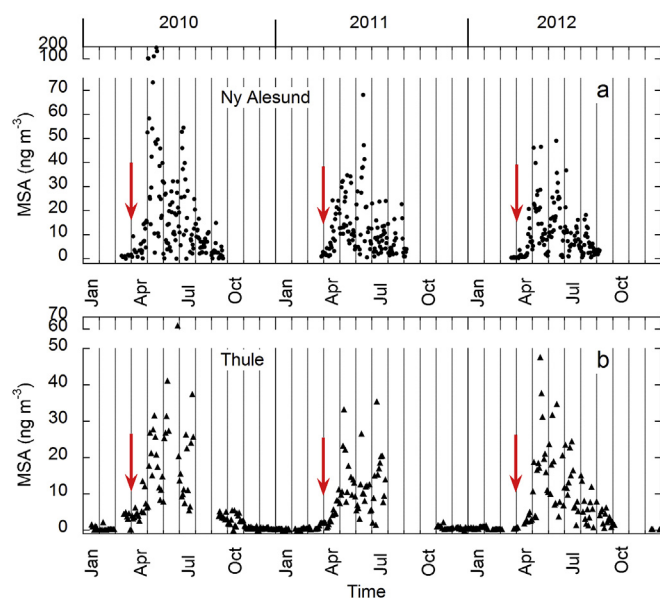 2010 2011 2012
200
100
70
60
50
40
30
20
10
0
MSA (ng m⁻³)
Ny Alesund
a
Jan Apr Jul Oct Jan Apr Jul Oct Jan Apr Jul Oct
70
60
50
40
30
20
10
0
MSA (ng m⁻³)
Thule
b
Jan Apr Jul Oct Jan Apr Jul Oct Jan Apr Jul Oct
Time